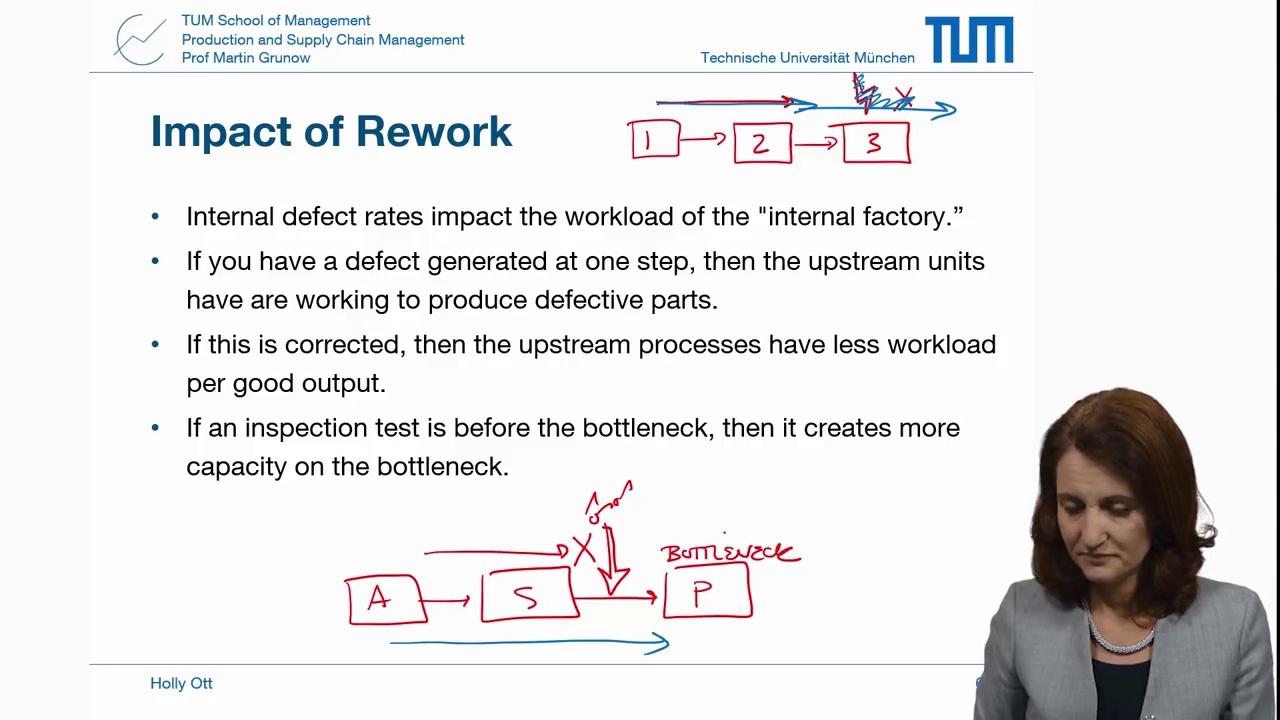 TUM School of Management
Production and Supply Chain Management
Prof Martin Grunow
Technische Universität München
TUM
Impact of Rework
1 2 3
• Internal defect rates impact the workload of the "internal factory.”
• If you have a defect generated at one step, then the upstream units
have are working to produce defective parts.
• If this is corrected, then the upstream processes have less workload
per good output.
• If an inspection test is before the bottleneck, then it creates more
capacity on the bottleneck.
BOTTLENECK
A S P
Holly Ott